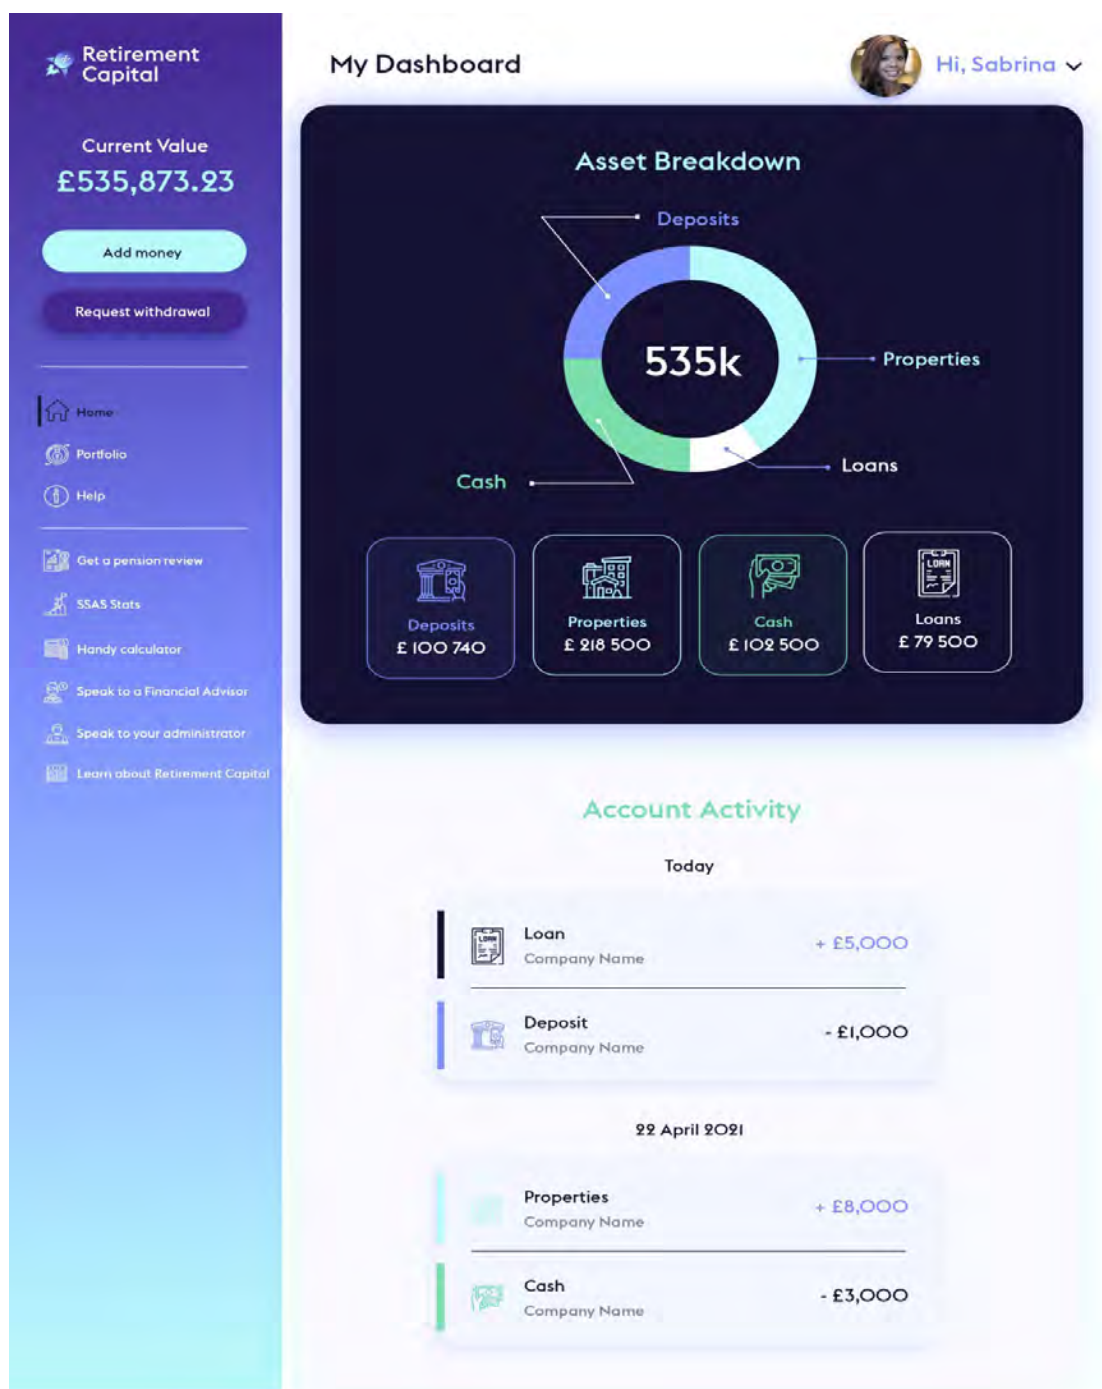 Retirement
Capital
Current Value
£535,873.23
Add money
Request withdrawal
Home
Portfolio
Help
Get a pension review
SSAS Stats
Handy calculator
Speak to a Financial Advisor
Speak to your administrator
Learn about Retirement Capital
My Dashboard
Hi, Sabrina
Asset Breakdown
Deposits
535k
Properties
Loans
Cash
Deposits
£ 100 740
Properties
£ 218 500
Cash
£ 102 500
LOAN
Loans
£ 79 500
Account Activity
Today
LOAN
Loan
Company Name
+ £5,000
Deposit
Company Name
- £1,000
22 April 2021
Properties
Company Name
+ £8,000
Cash
Company Name
- £3,000